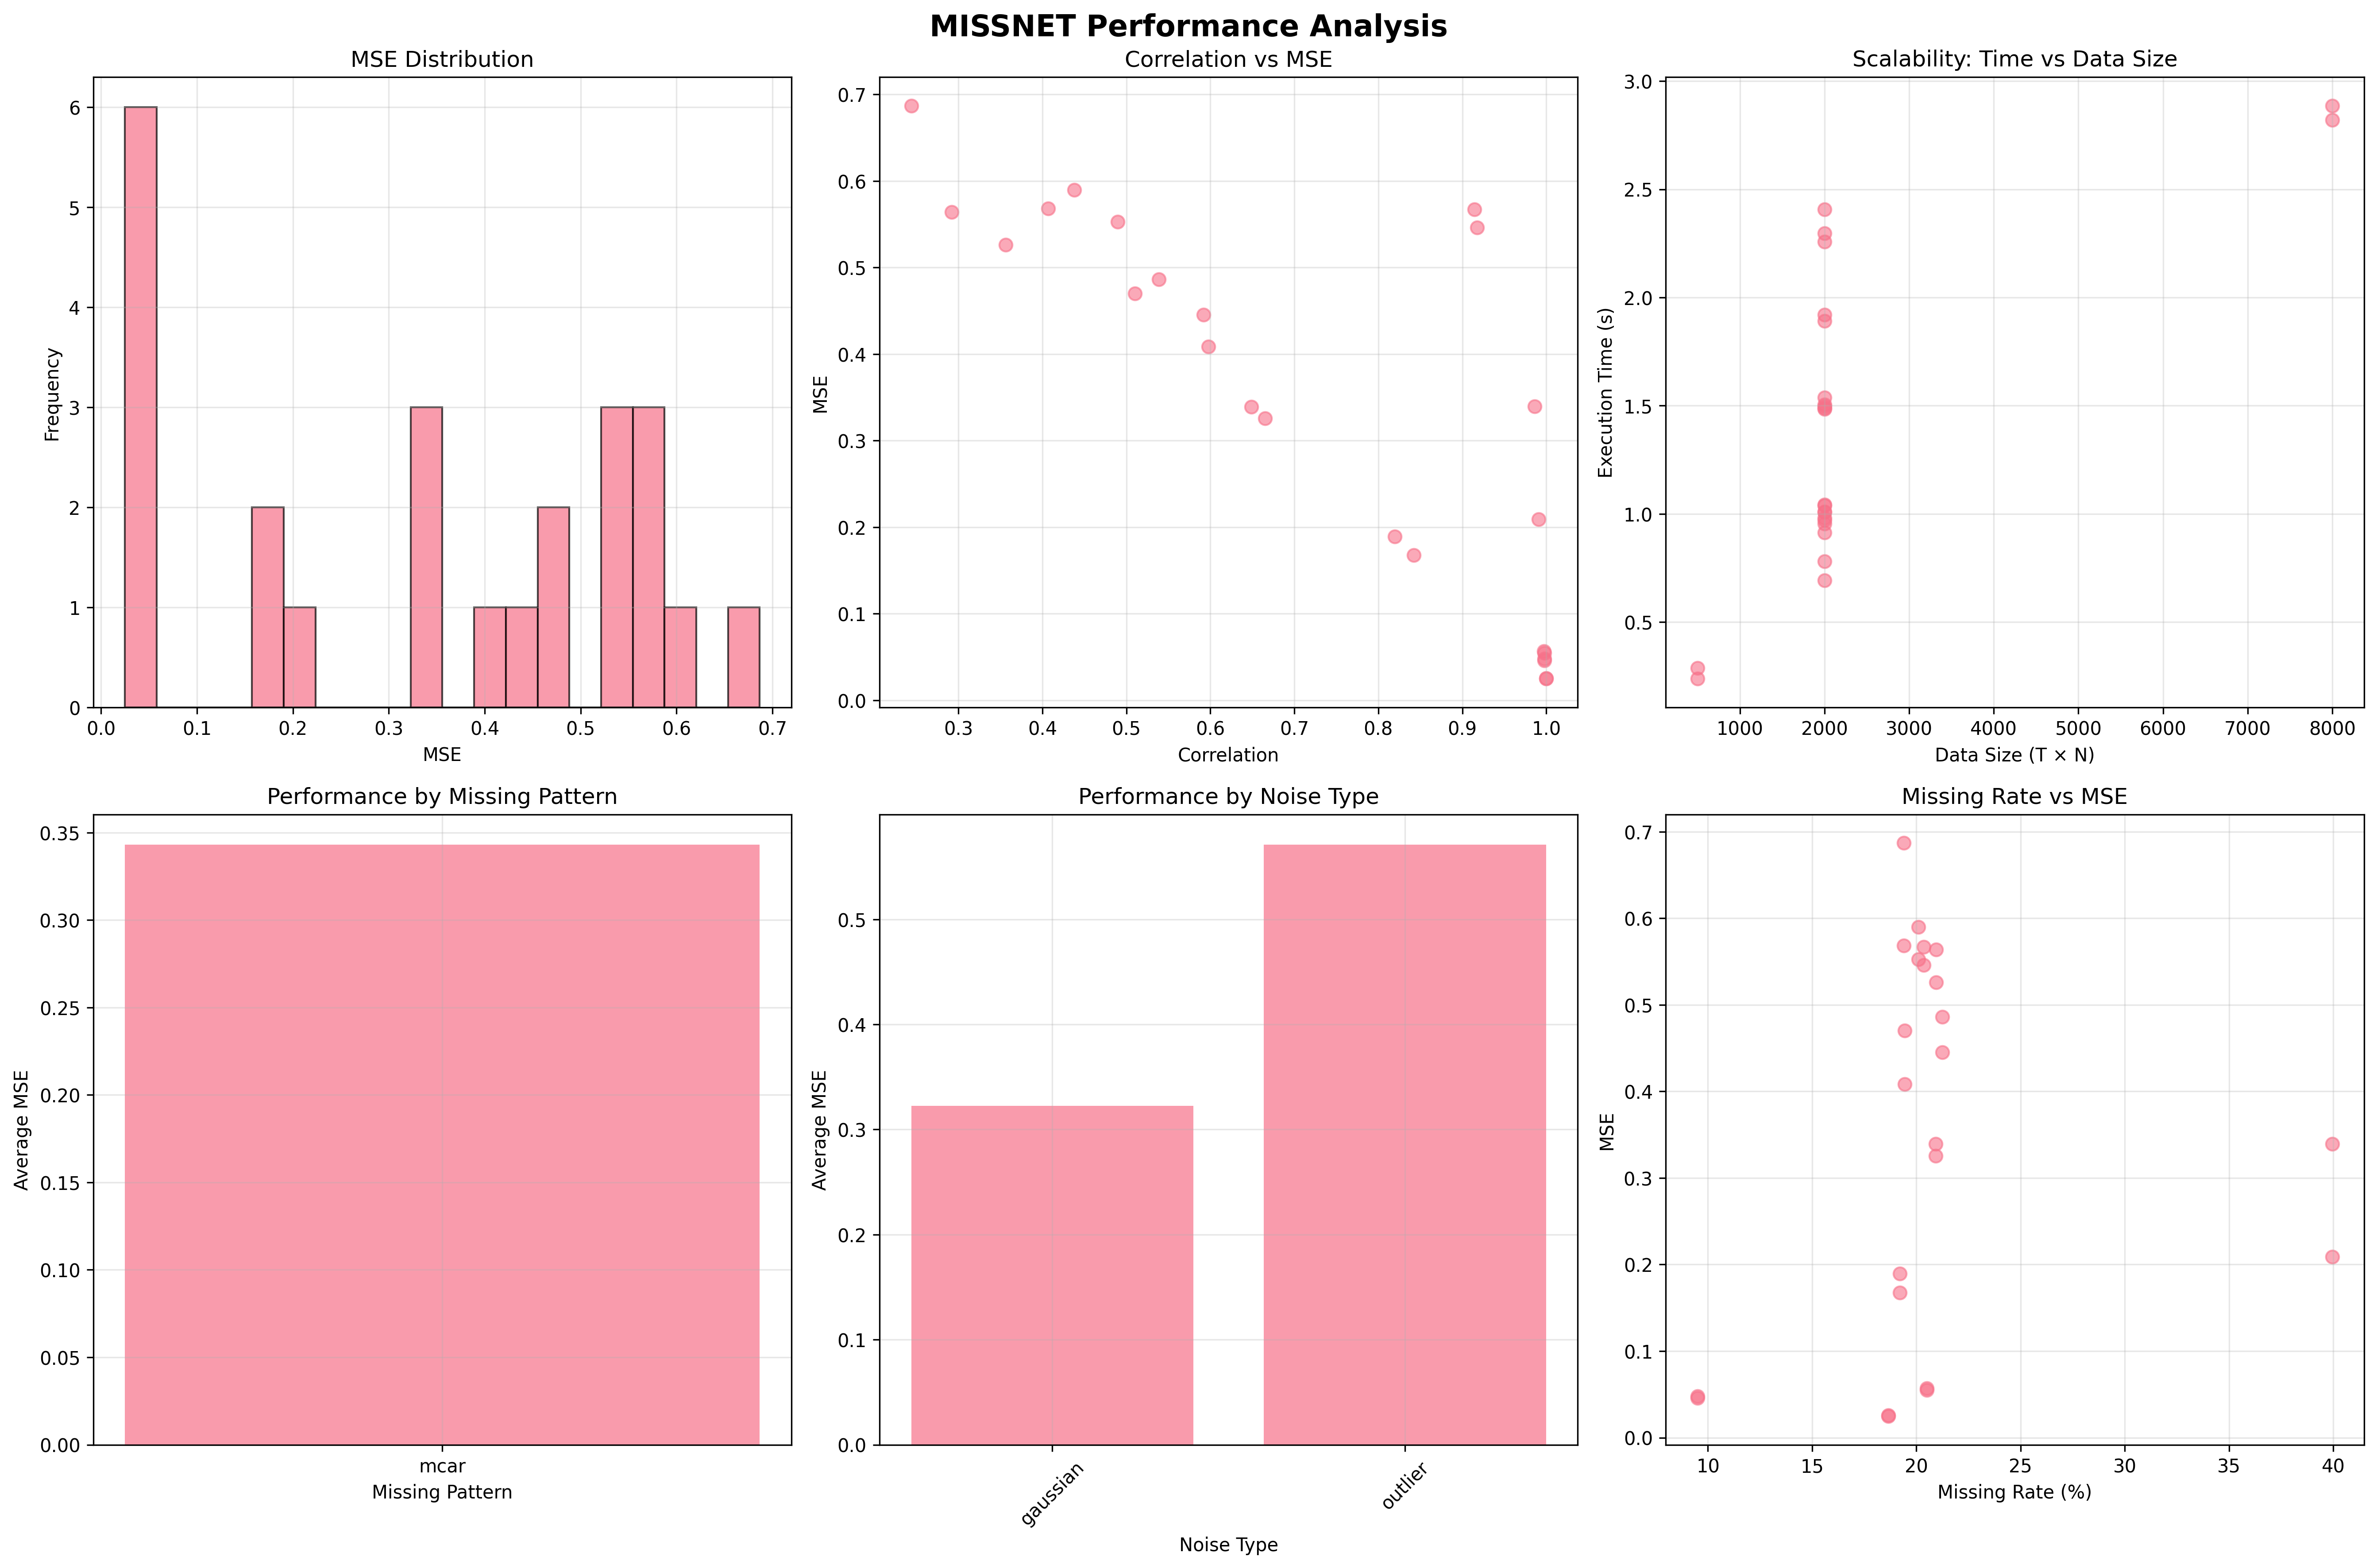 MISSNET Performance Analysis
MSE Distribution
6
5
4
3
2
1
0
Frequency
0.0 0.1 0.2 0.3 0.4 0.5 0.6 0.7
MSE
Correlation vs MSE
0.7
0.6
0.5
0.4
0.3
0.2
0.1
0.0
MSE
0.3 0.4 0.5 0.6 0.7 0.8 0.9 1.0
Correlation
Scalability: Time vs Data Size
3.0
2.5
2.0
1.5
1.0
0.5
Execution Time (s)
1000 2000 3000 4000 5000 6000 7000 8000
Data Size (T × N)
Performance by Missing Pattern
0.35
0.30
0.25
0.20
0.15
0.10
0.05
0.00
Average MSE
mcar
Missing Pattern
Performance by Noise Type
0.5
0.4
0.3
0.2
0.1
0.0
Average MSE
gaussian outlier
Noise Type
Missing Rate vs MSE
0.7
0.6
0.5
0.4
0.3
0.2
0.1
0.0
MSE
10 15 20 25 30 35 40
Missing Rate (%)